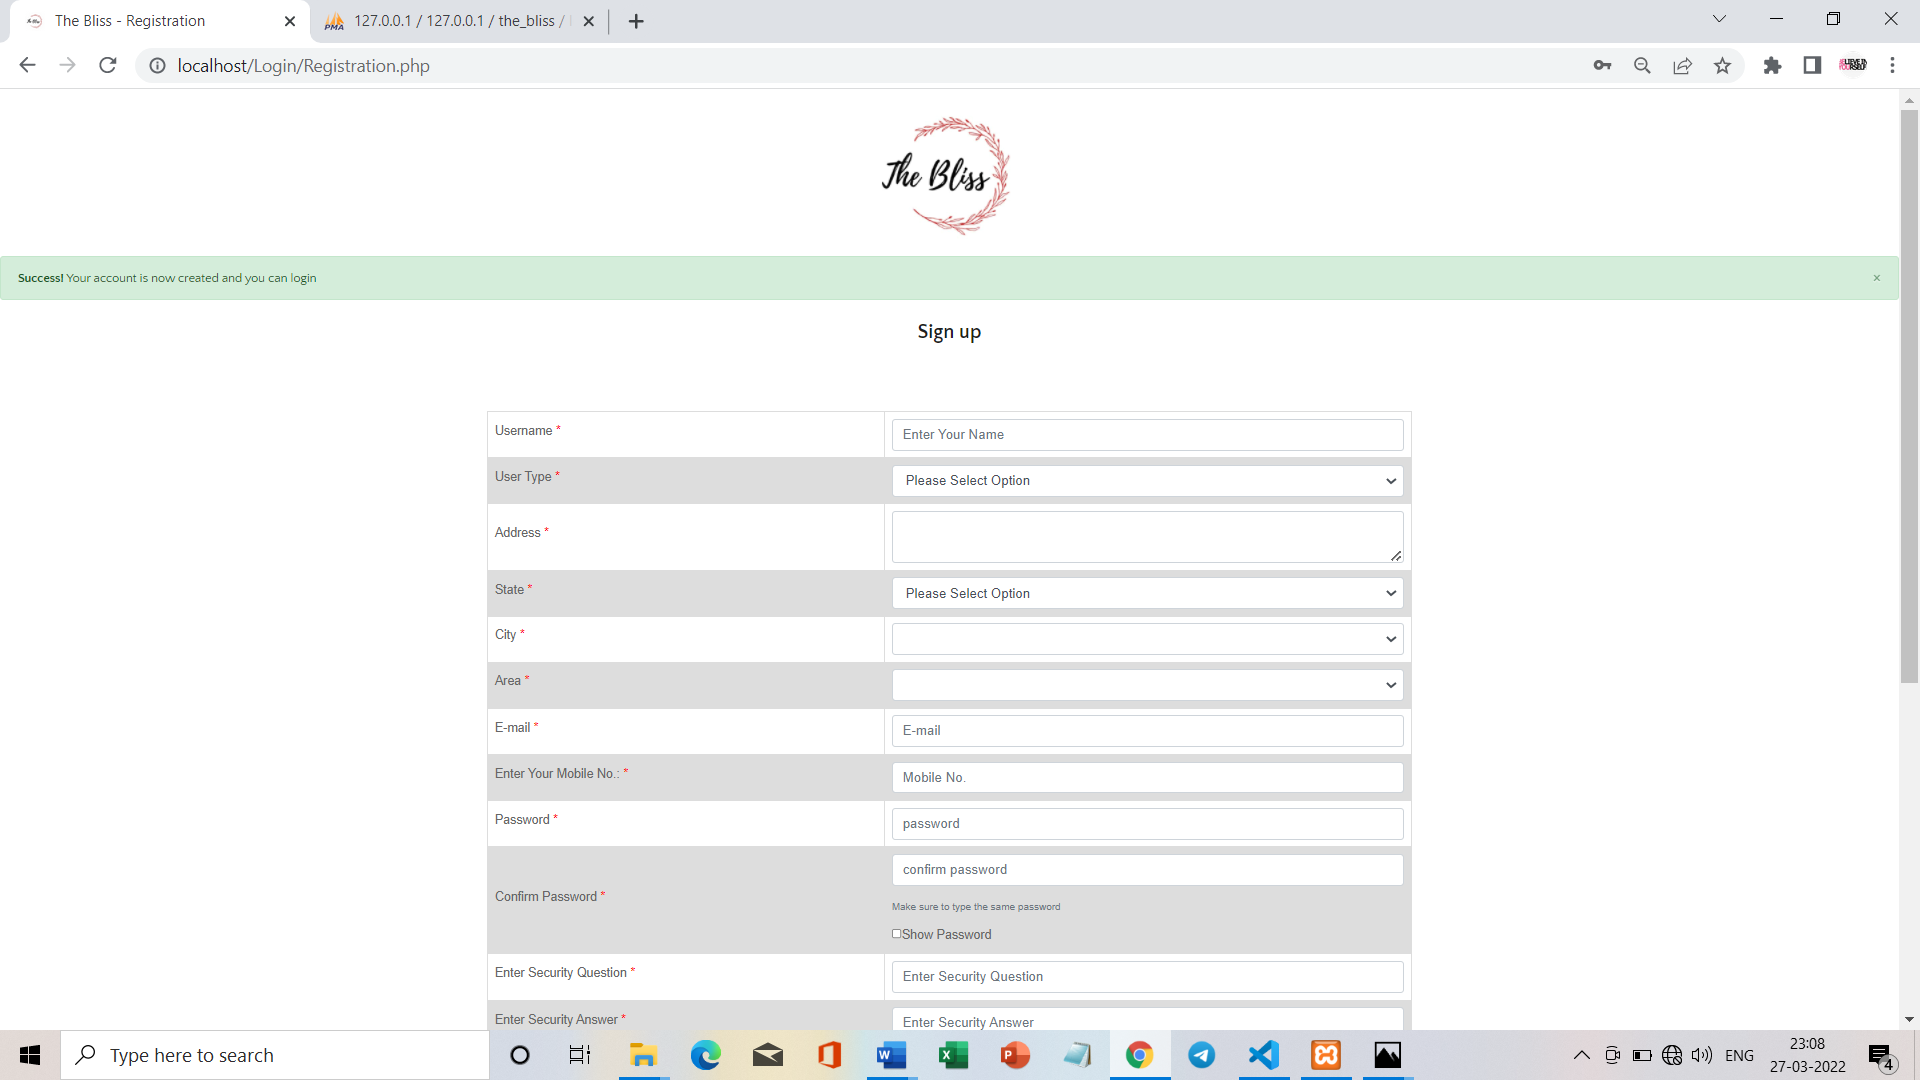 The Bliss - Registration
PMA 127.0.0.1 / 127.0.0.1 / the_bliss /
localhost/Login/Registration.php
The Bliss
Success! Your account is now created and you can login ×
Sign up
Username * Enter Your Name
User Type * Please Select Option
Address *
State * Please Select Option
City *
Area *
E-mail * E-mail
Enter Your Mobile No.: * Mobile No.
Password * password
confirm password
Confirm Password *
Make sure to type the same password
Show Password
Enter Security Question * Enter Security Question
Enter Security Answer * Enter Security Answer
Type here to search
ENG
23:08
27-03-2022
4